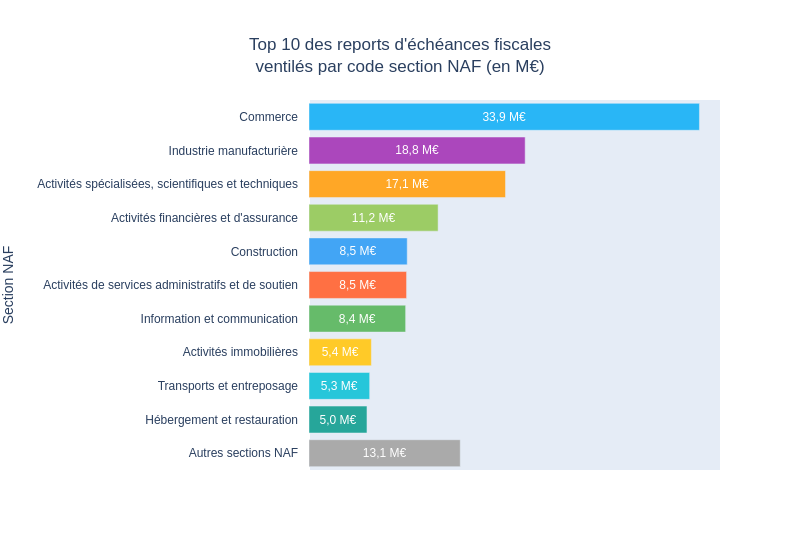 Top 10 des reports d'échéances fiscales
ventilés par code section NAF (en M€)
Section NAF
Commerce 33,9 M€
Industrie manufacturière 18,8 M€
Activités spécialisées, scientifiques et techniques 17,1 M€
Activités financières et d'assurance 11,2 M€
Construction 8,5 M€
Activités de services administratifs et de soutien 8,5 M€
Information et communication 8,4 M€
Activités immobilières 5,4 M€
Transports et entreposage 5,3 M€
Hébergement et restauration 5,0 M€
Autres sections NAF 13,1 M€